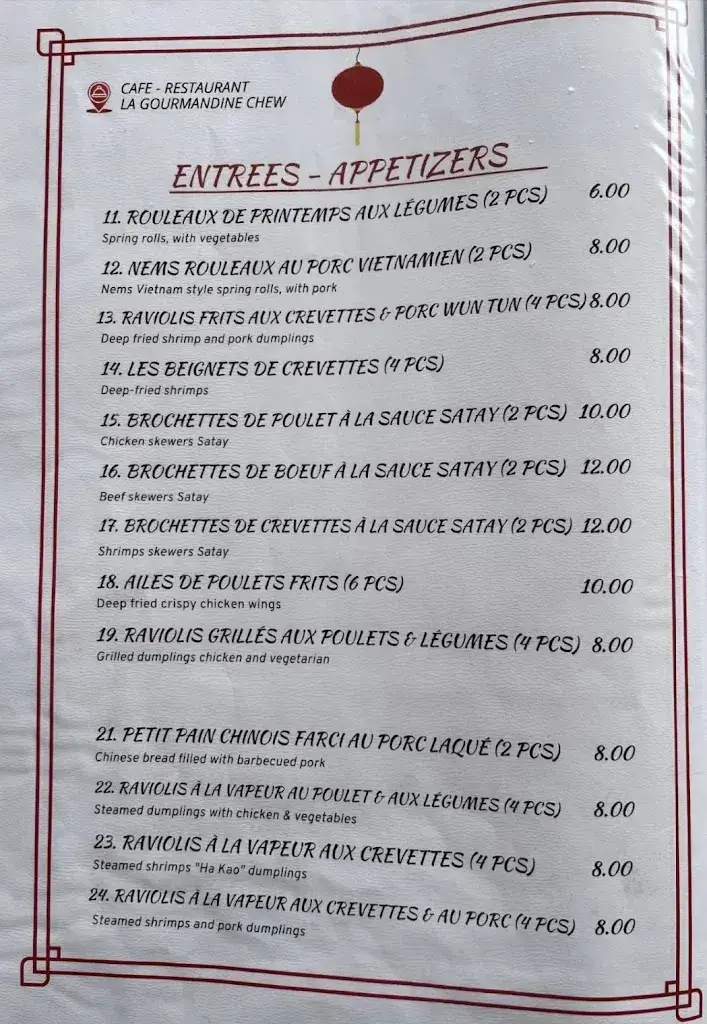 CAFE - RESTAURANT
LA GOURMANDINE CHEW
ENTREES - APPETIZERS
11. ROULEAUX DE PRINTEMPS AUX LÉGUMES (2 PCS) 6.00
Spring rolls, with vegetables
12. NEMS ROULEAUX AU PORC VIETNAMIEN (2 PCS) 8.00
Nems Vietnam style spring rolls, with pork
13. RAVIOLIS FRITS AUX CREVETTES & PORC WUN TUN (4 PCS) 8.00
Deep fried shrimp and pork dumplings
14. LES BEIGNETS DE CREVETTES (4 PCS) 8.00
Deep-fried shrimps
15. BROCHETTES DE POULET À LA SAUCE SATAY (2 PCS) 10.00
Chicken skewers Satay
16. BROCHETTES DE BOEUF À LA SAUCE SATAY (2 PCS) 12.00
Beef skewers Satay
17. BROCHETTES DE CREVETTES À LA SAUCE SATAY (2 PCS) 12.00
Shrimps skewers Satay
18. AILES DE POULETS FRITS (6 PCS) 10.00
Deep fried crispy chicken wings
19. RAVIOLIS GRILLÉS AUX POULETS & LÉGUMES (4 PCS) 8.00
Grilled dumplings chicken and vegetarian
21. PETIT PAIN CHINOIS FARCI AU PORC LAQUÉ (2 PCS) 8.00
Chinese bread filled with barbecued pork
22. RAVIOLIS À LA VAPEUR AU POULET & AUX LÉGUMES (4 PCS) 8.00
Steamed dumplings with chicken & vegetables
23. RAVIOLIS À LA VAPEUR AUX CREVETTES (4 PCS) 8.00
Steamed shrimps "Ha Kao" dumplings
24. RAVIOLIS À LA VAPEUR AUX CREVETTES & AU PORC (4 PCS) 8.00
Steamed shrimps and pork dumplings